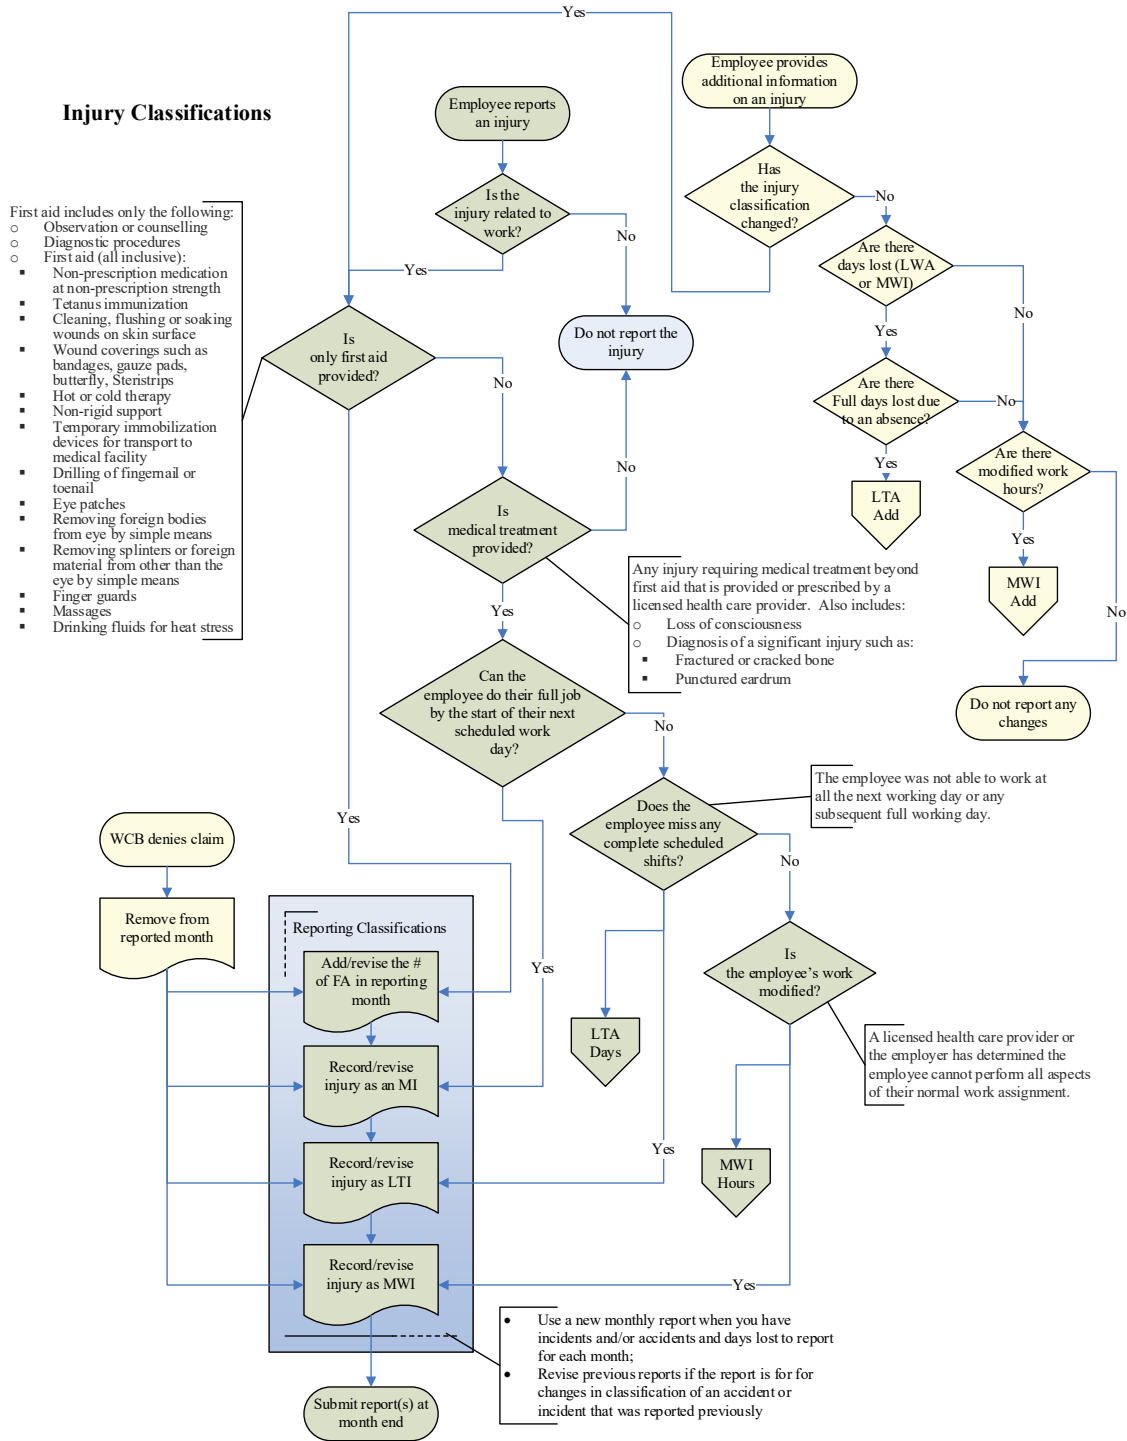 Yes
Injury Classifications
Employee reports
an injury
Employee provides
additional information
on an injury
Is the
injury related to
work?
Has
the injury
classification
changed?
No
No
Yes
Are there
days lost (LWA
or MWI)
First aid includes only the following:
o Observation or counselling
o Diagnostic procedures
o First aid (all inclusive):
▪ Non-prescription medication
at non-prescription strength
▪ Tetanus immunization
▪ Cleaning, flushing or soaking
wounds on skin surface
▪ Wound coverings such as
bandages, gauze pads,
butterfly, Steristrips
▪ Hot or cold therapy
▪ Non-rigid support
▪ Temporary immobilization
devices for transport to
medical facility
▪ Drilling of fingernail or
toenail
▪ Eye patches
▪ Removing foreign bodies
from eye by simple means
▪ Removing splinters or foreign
material from other than the
eye by simple means
▪ Finger guards
▪ Massages
▪ Drinking fluids for heat stress
Is
only first aid
provided?
Do not report the
injury
Yes
No
No
Are there
Full days lost due
to an absence?
No
Yes
LTA
Add
Are there
modified work
hours?
No
Is
medical treatment
provided?
Yes
MWI
Add
No
Any injury requiring medical treatment beyond
first aid that is provided or prescribed by a
licensed health care provider. Also includes:
o Loss of consciousness
o Diagnosis of a significant injury such as:
▪ Fractured or cracked bone
▪ Punctured eardrum
Yes
Can the
employee do their full job
by the start of their next
scheduled work
day?
No
Do not report any
changes
The employee was not able to work at
all the next working day or any
subsequent full working day.
Does the
employee miss any
complete scheduled
shifts?
Yes
No
WCB denies claim
Remove from
reported month
Reporting Classifications
Add/revise the #
of FA in reporting
month
Yes
Is
the employee's work
modified?
LTA
Days
A licensed health care provider or
the employer has determined the
employee cannot perform all aspects
of their normal work assignment.
Record/revise
injury as an MI
Yes
Record/revise
injury as LTI
MWI
Hours
Record/revise
injury as MWI
Yes
• Use a new monthly report when you have
incidents and/or accidents and days lost to report
for each month;
• Revise previous reports if the report is for for
changes in classification of an accident or
incident that was reported previously
Submit report(s) at
month end